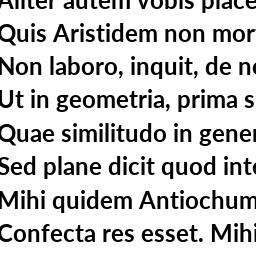 Aliter autem vobis place
Quis Aristidem non mor
Non laboro, inquit, de n
Ut in geometria, prima s
Quae similitudo in gener
Sed plane dicit quod inte
Mihi quidem Antiochum
Confecta res esset. Mihi